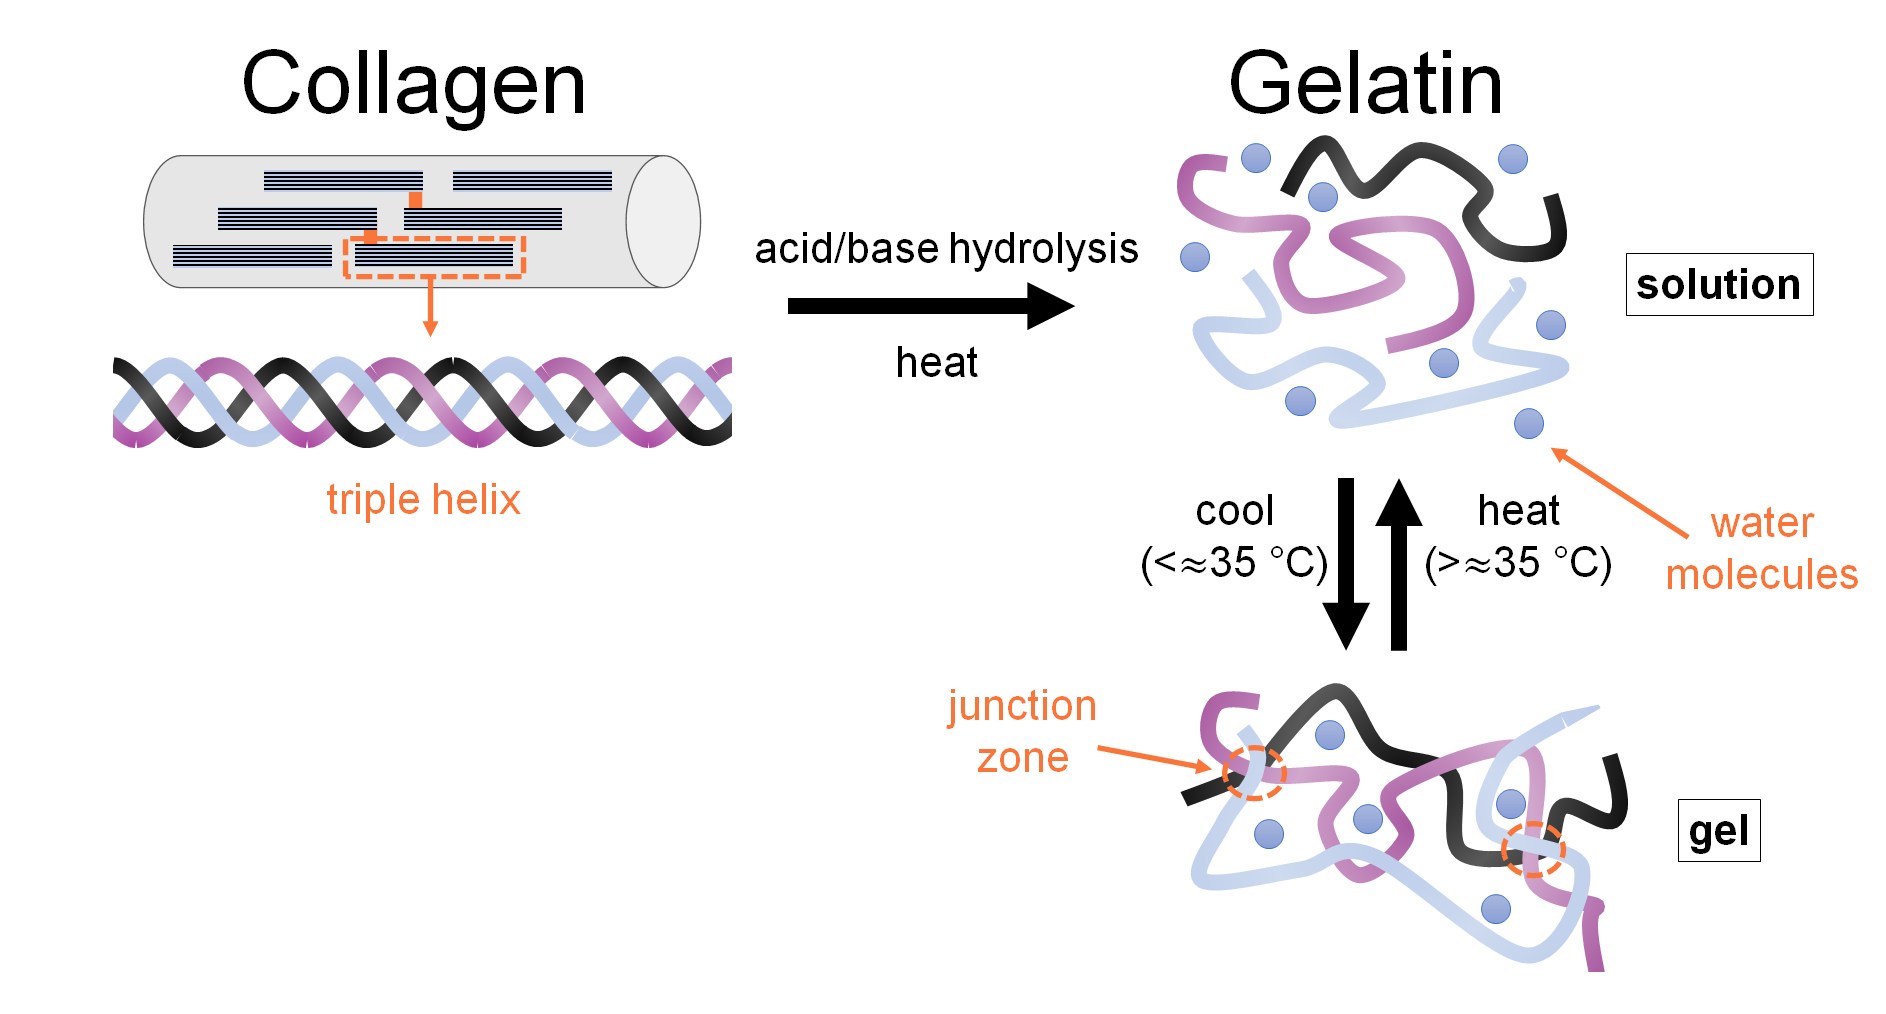 Collagen
Gelatin
acid/base hydrolysis
heat
solution
triple helix
cool
(<≈35 °C)
heat
(>≈35 °C)
water
molecules
junction
zone
gel